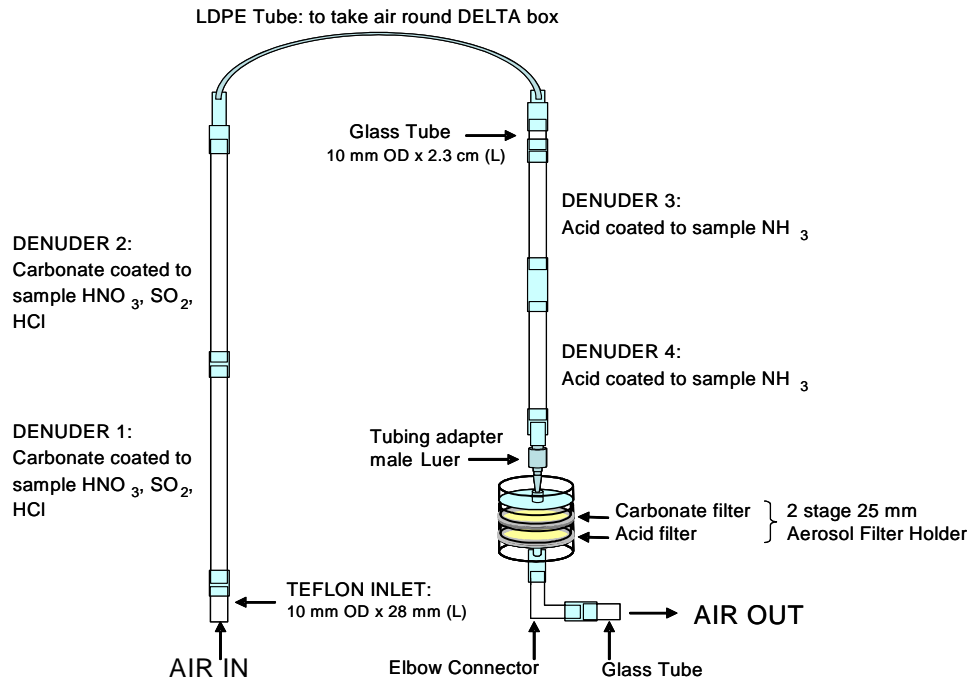 LDPE Tube: to take air round DELTA box
Glass Tube
10 mm OD x 2.3 cm (L)
DENUDER 2:
Carbonate coated to
sample HNO 3, SO2,
HCl
DENUDER 3:
Acid coated to sample NH 3
DENUDER 4:
Acid coated to sample NH 3
DENUDER 1:
Carbonate coated to
sample HNO 3, SO2,
HCl
Tubing adapter
male Luer
Carbonate filter
Acid filter
2 stage 25 mm
Aerosol Filter Holder
TEFLON INLET:
10 mm OD x 28 mm (L)
AIR OUT
AIR IN
Elbow Connector
Glass Tube